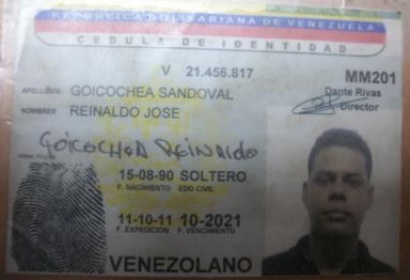 REPUBLICA BOLIVARIANA DE VENEZUELA
CEDULA DE IDENTIDAD
V 21.456.817
MM201
APELLIDOS GOICOCHEA SANDOVAL
Dante Rivas
Director
NOMBRES REINALDO JOSE
Goicochea Reinaldo
15-08-90 SOLTERO
F. NACIMIENTO EDO CIVIL
11-10-11 10-2021
F. EXPEDICION F. VENCIMIENTO
VENEZOLANO